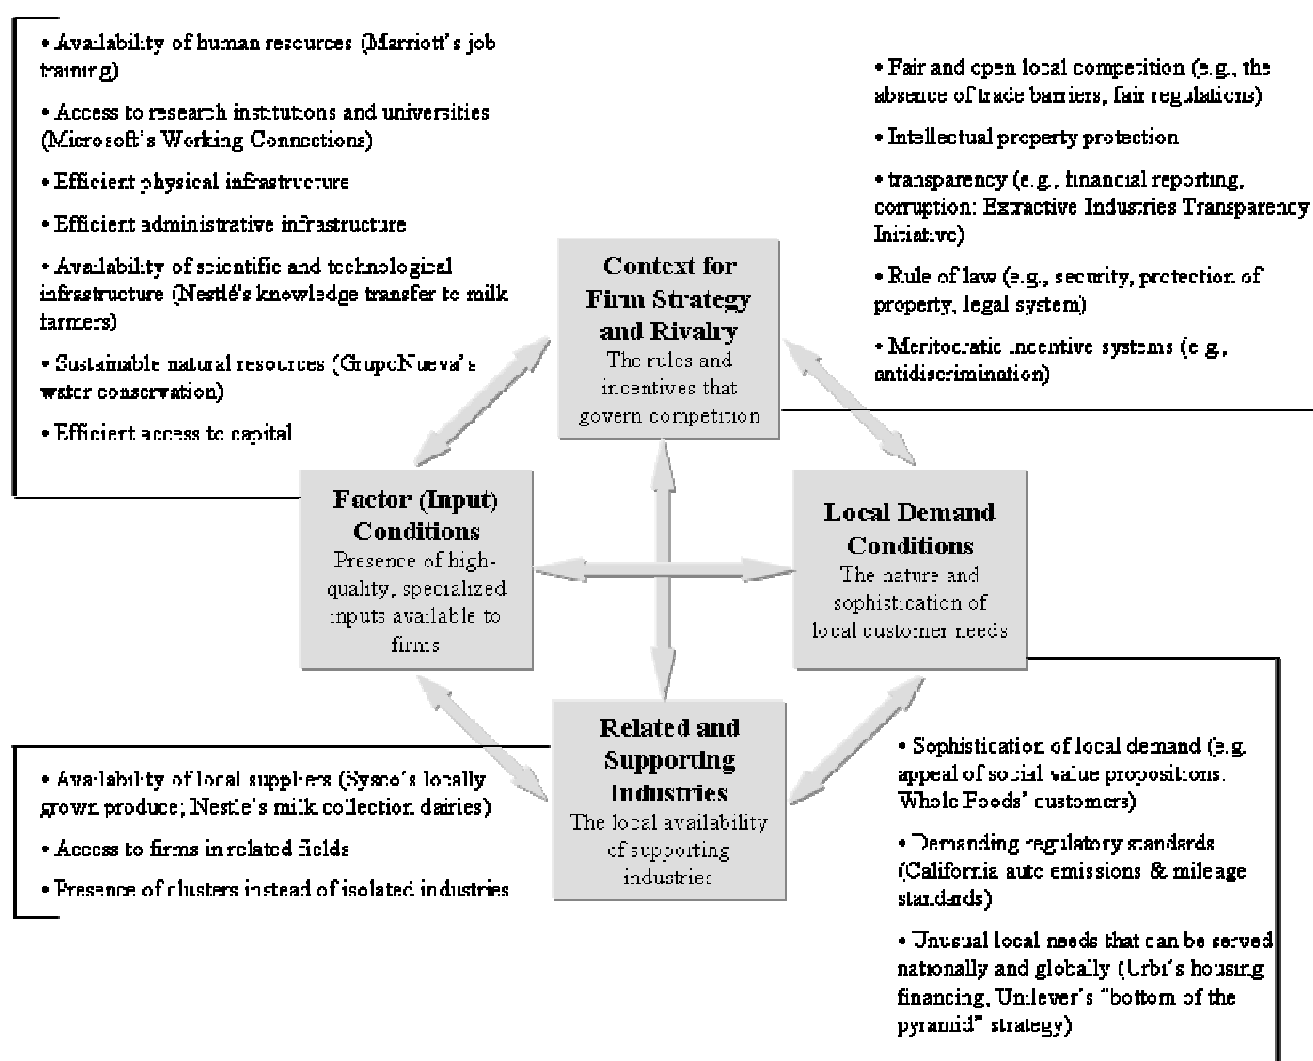 • Availability of human resources (Marriott's job
training)
• Access to research institutions and universities
(Microsoft's Working Connections)
• Efficient physical infrastructure
• Efficient administrative infrastructure
• Availability of scientific and technological
infrastructure (Nestlé's knowledge transfer to milk
farmers)
• Sustainable natural resources (GrupoNueva's
water conservation)
• Efficient access to capital
• Fair and open local competition (e.g., the
absence of trade barriers, fair regulations)
• Intellectual property protection
• transparency (e.g., financial reporting,
corruption: Extractive Industries Transparency
Initiative)
• Rule of law (e.g., security, protection of
property, legal system)
• Meritocratic incentive systems (e.g.,
antidiscrimination)
Context for
Firm Strategy
and Rivalry
The rules and
incentives that
govern competition
Factor (Input)
Conditions
Presence of high-
quality, specialized
inputs available to
firms
Local Demand
Conditions
The nature and
sophistication of
local customer needs
Related and
Supporting
Industries
The local availability
of supporting
industries
• Availability of local suppliers (Sysco's locally
grown produce; Nestlé's milk collection dairies)
• Access to firms in related fields
• Presence of clusters instead of isolated industries
• Sophistication of local demand (e.g.
appeal of social value propositions:
Whole Foods' customers)
• Demanding regulatory standards
(California auto emissions & mileage
standards)
• Unusual local needs that can be served
nationally and globally (Urbi's housing
financing, Unilever's "bottom of the
pyramid" strategy)